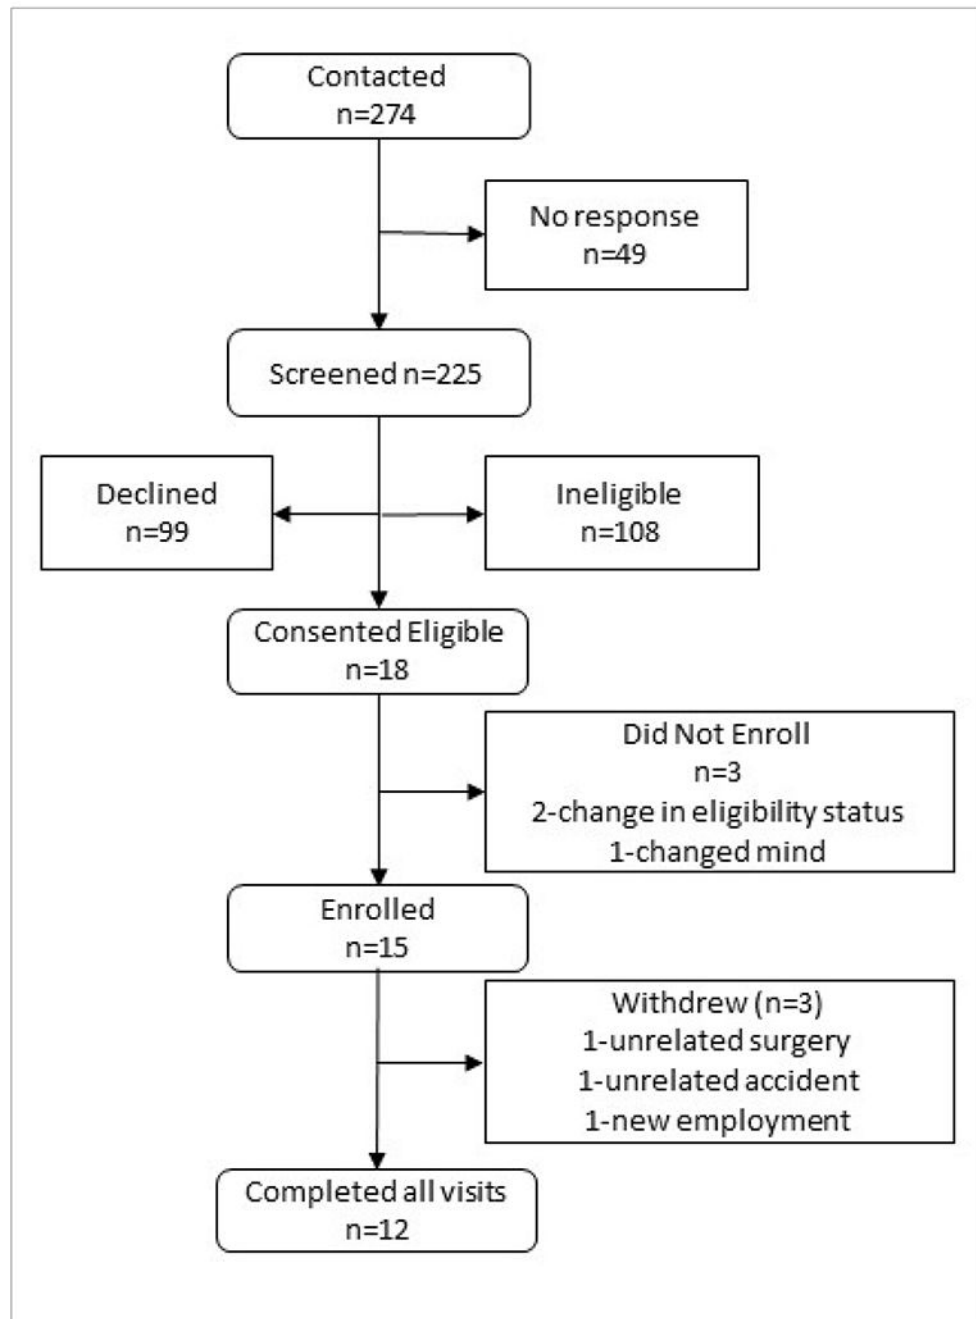 Contacted
n=274
No response
n=49
Screened n=225
Declined
n=99
Ineligible
n=108
Consented Eligible
n=18
Did Not Enroll
n=3
2-change in eligibility status
1-changed mind
Enrolled
n=15
Withdrew (n=3)
1-unrelated surgery
1-unrelated accident
1-new employment
Completed all visits
n=12